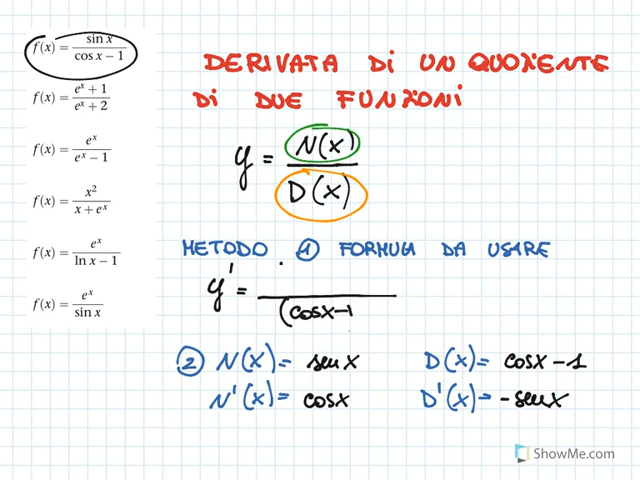 f(x) = sin x / cos x − 1
f(x) = e^x + 1 / e^x + 2
f(x) = e^x / e^x − 1
f(x) = x^2 / x + e^x
f(x) = e^x / ln x − 1
f(x) = e^x / sin x
DERIVATA DI UN QUOZIENTE
DI DUE FUNZIONI
y = N(x) / D(x)
METODO ① FORMULA DA USARE
y' =
(cosx−1
② N(x) = senx D(x) = cosx − 1
N'(x) = cosx D'(x) = −senx
ShowMe.com